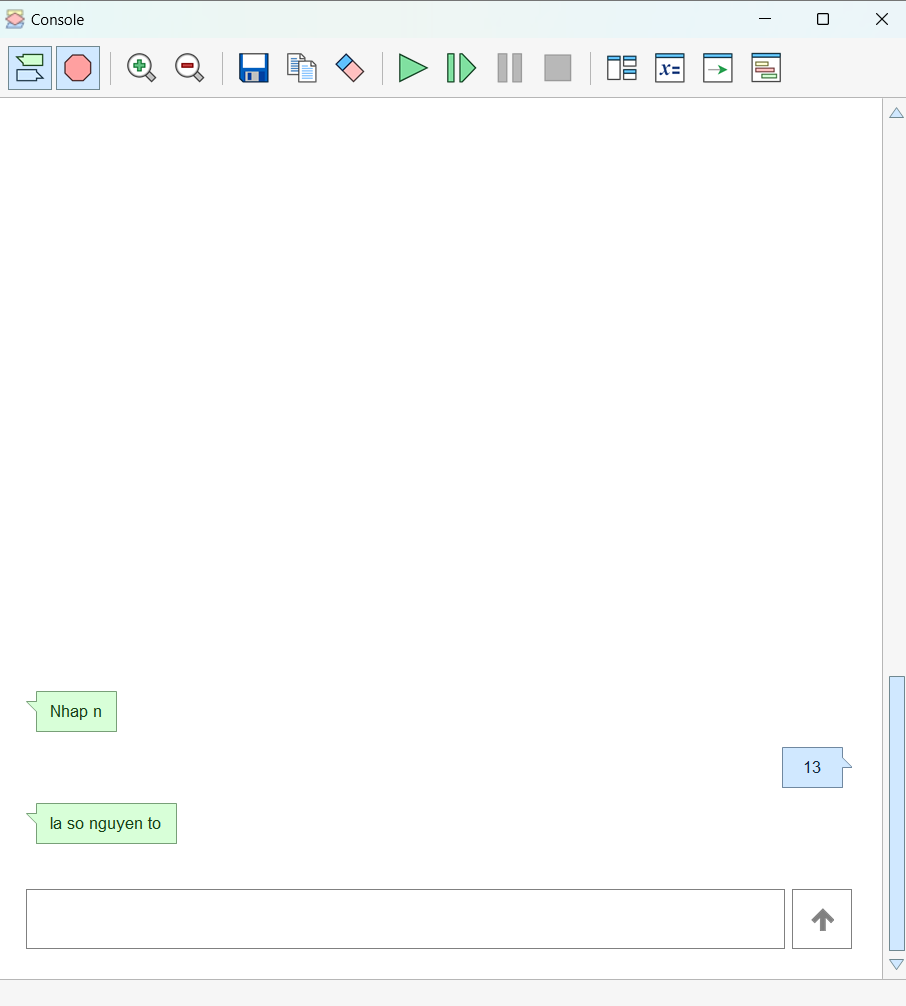 Console
x=
Nhap n
13
la so nguyen to